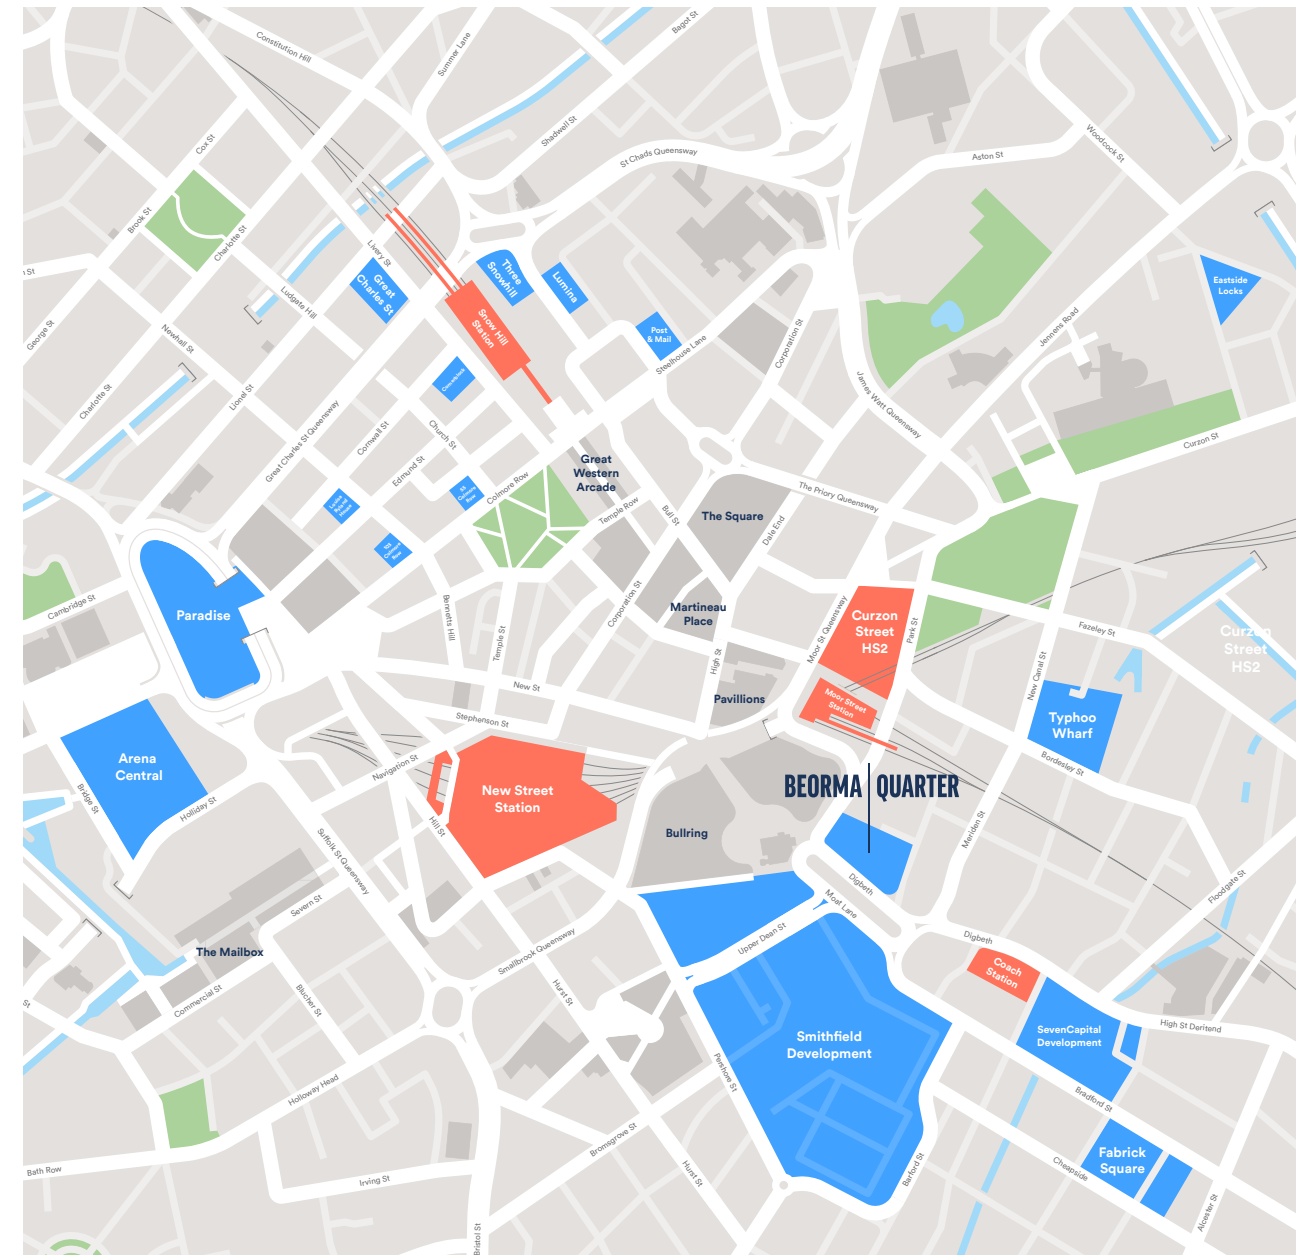 Constitution Hill
Summer Lane
Bagot St
Shadwell St
St Chads Queensway
Aston St
Woodcock St
Cox St
Brook St
Charlotte St
Livery St
Ludgate Hill
Great
Charles St
Three
Snowhill
Lumina
Snow Hill
Station
Post
& Mail
Steelhouse Lane
Corporation St
Eastside
Locks
Jennens Road
James Watt Queensway
Curzon St
n St
George St
Newhall St
Charlotte St
Lionel St
Great Charles St Queensway
Cornwall St
Church St
Edmund St
55
Colmore
Row
Colmore Row
103
Colmore
Row
Great
Western
Arcade
Temple Row
Bull St
The Square
Dale End
The Priory Queensway
Cambridge St
Paradise
Bennetts Hill
Temple St
Corporation St
Martineau
Place
High St
Moor St Queensway
Curzon
Street
HS2
Park St
Fazeley St
Curzon
Street
HS2
New Canal St
Moor Street
Station
Pavillions
New St
Stephenson St
Typhoo
Wharf
Bordesley St
Arena
Central
Bridge St
Holliday St
Navigation St
New Street
Station
Hill St
Suffolk St Queensway
BEORMA QUARTER
Bullring
Meriden St
Digbeth
Moat Lane
Floodgate St
Severn St
The Mailbox
Commercial St
Blucher St
Smallbrook Queensway
Hurst St
Upper Dean St
Digbeth
Coach
Station
SevenCapital
Development
High St Deritend
Smithfield
Development
Pershore St
Bradford St
Fabrick
Square
Cheapside
St
Holloway Head
Bromsgrove St
Hurst St
Barford St
Alcester St
Bath Row
Irving St
Bristol St